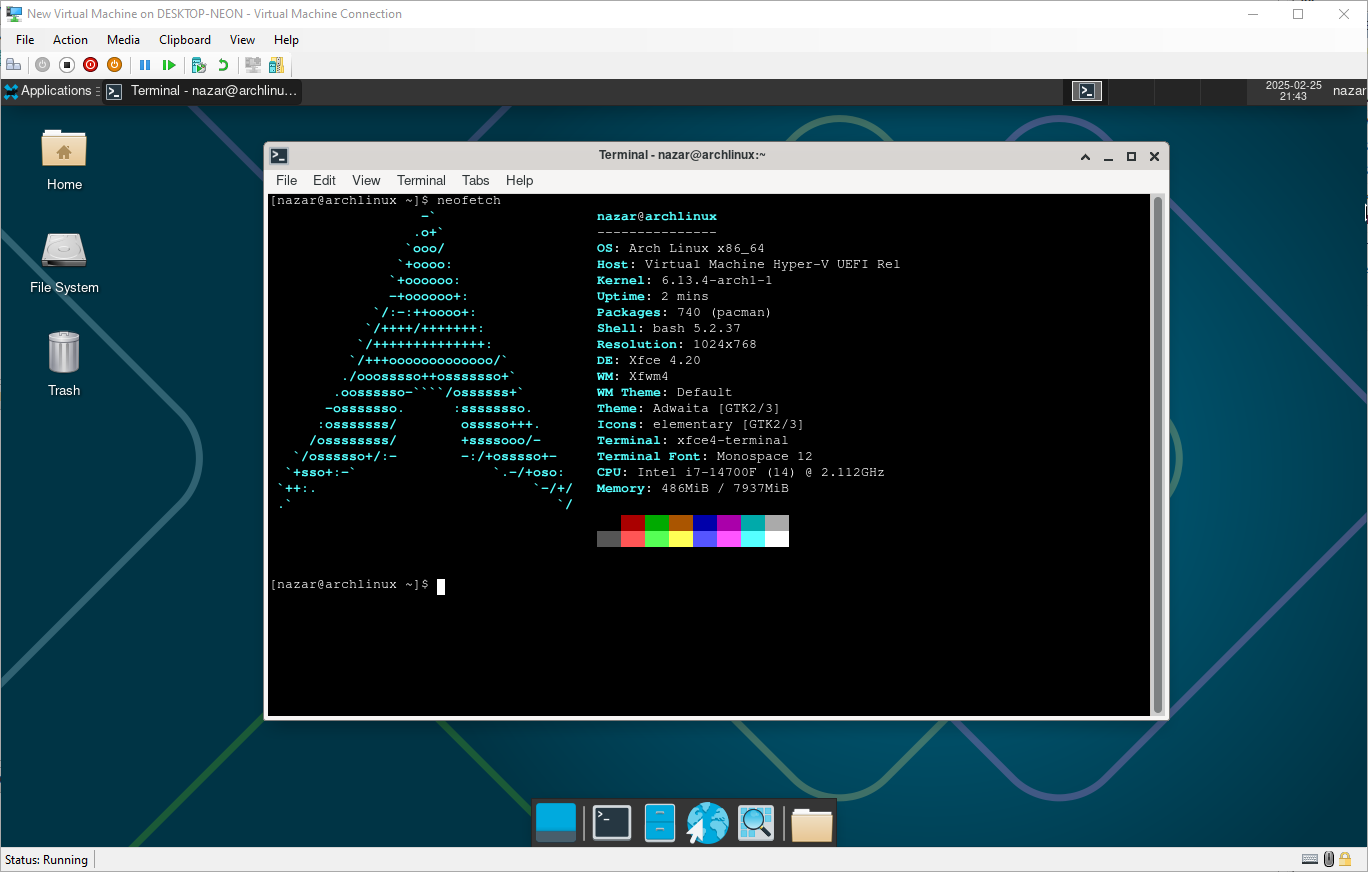 New Virtual Machine on DESKTOP-NEON - Virtual Machine Connection
File Action Media Clipboard View Help
Applications Terminal - nazar@archlinu... 2025-02-25
21:43 nazar
Home
File System
Trash
Terminal - nazar@archlinux:~
File Edit View Terminal Tabs Help
[nazar@archlinux ~]$ neofetch
                   -`                    nazar@archlinux
                  .o+`                   ---------------
                 `ooo/                   OS: Arch Linux x86_64
                `+oooo:                  Host: Virtual Machine Hyper-V UEFI Rel
               `+oooooo:                 Kernel: 6.13.4-arch1-1
               -+oooooo+:                Uptime: 2 mins
             `/:-:++oooo+:               Packages: 740 (pacman)
            `/++++/+++++++:              Shell: bash 5.2.37
           `/++++++++++++++:             Resolution: 1024x768
          `/+++ooooooooooooo/`           DE: Xfce 4.20
         ./ooosssso++osssssso+`          WM: Xfwm4
        .oossssso-````/ossssss+`         WM Theme: Default
       -osssssso.      :ssssssso.        Theme: Adwaita [GTK2/3]
      :osssssss/        osssso+++.       Icons: elementary [GTK2/3]
     /ossssssss/        +ssssooo/-       Terminal: xfce4-terminal
   `/ossssso+/:-        -:/+osssso+-     Terminal Font: Monospace 12
  `+sso+:-`                 `.-/+oso:    CPU: Intel i7-14700F (14) @ 2.112GHz
 `++:.                           `-/+/   Memory: 486MiB / 7937MiB
 .`                                 `/
[nazar@archlinux ~]$
Status: Running